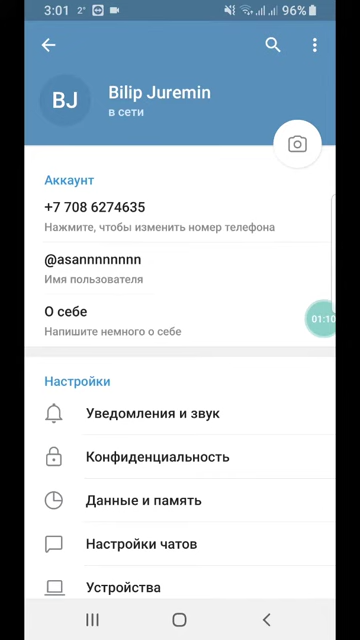 3:01 2° 96%
BJ
Bilip Juremin
в сети
Аккаунт
+7 708 6274635
Нажмите, чтобы изменить номер телефона
@asannnnnnnn
Имя пользователя
О себе
Напишите немного о себе
01:10
Настройки
Уведомления и звук
Конфиденциальность
Данные и память
Настройки чатов
Устройства